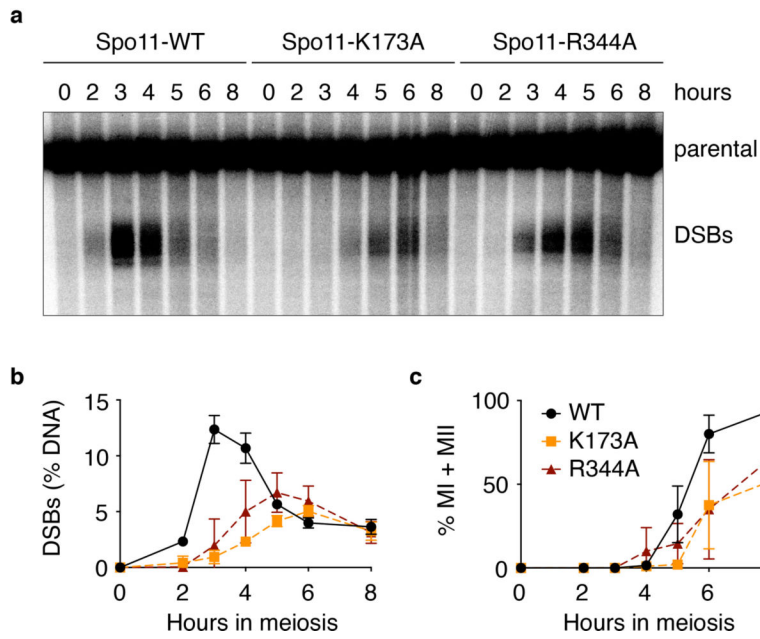 a
Spo11-WT Spo11-K173A Spo11-R344A
0 2 3 4 5 6 8 0 2 3 4 5 6 8 0 2 3 4 5 6 8 hours
parental
DSBs
b
15
10
5
0
DSBs (% DNA)
0 2 4 6 8
Hours in meiosis
c
100
50
0
% MI + MII
WT
K173A
R344A
0 6
Hours in meiosis